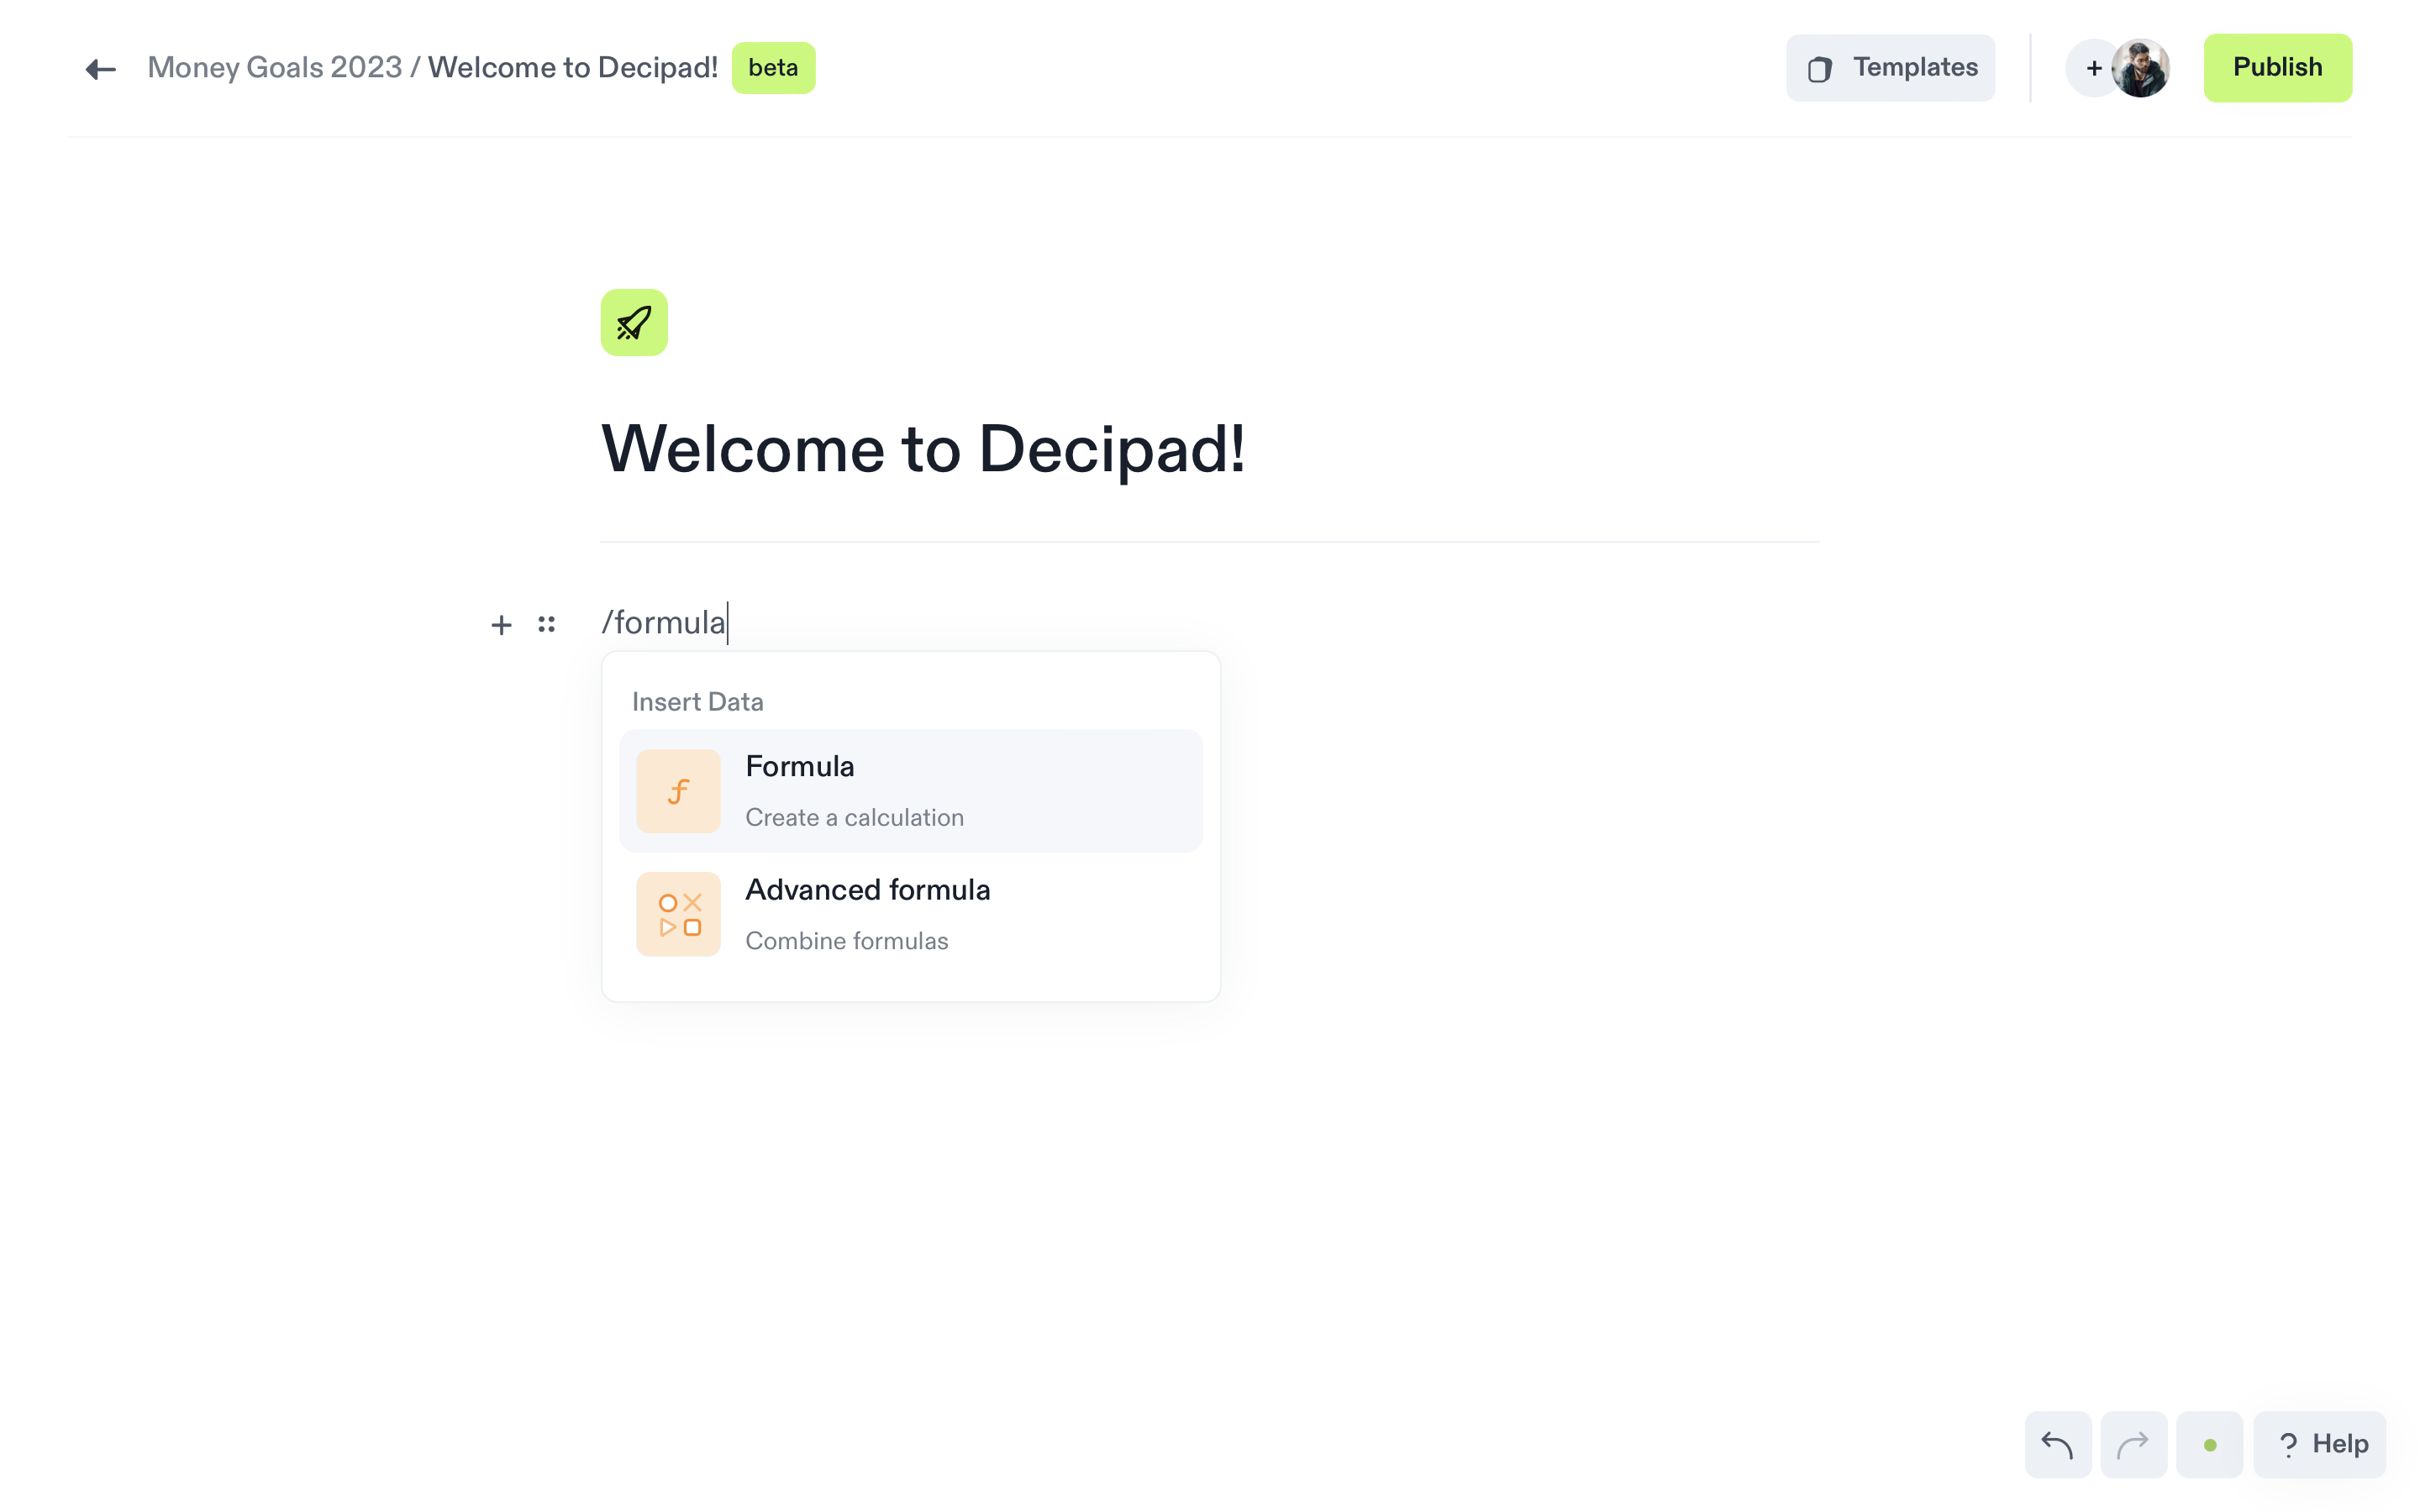 Money Goals 2023 / Welcome to Decipad! beta
Templates
+
Publish
Welcome to Decipad!
/formula
Insert Data
Formula
Create a calculation
Advanced formula
Combine formulas
? Help